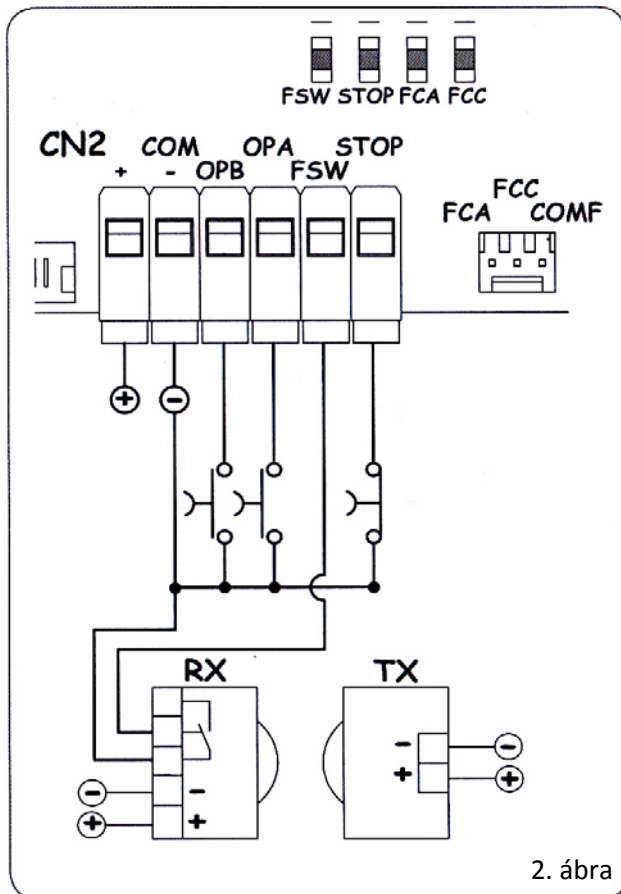 FSW STOP FCA FCC
CN2
+
COM
-
OPB
OPA
FSW
STOP
FCC
FCA
COMF
+
-
RX
TX
-
+
-
+
-
+
-
+
2. ábra